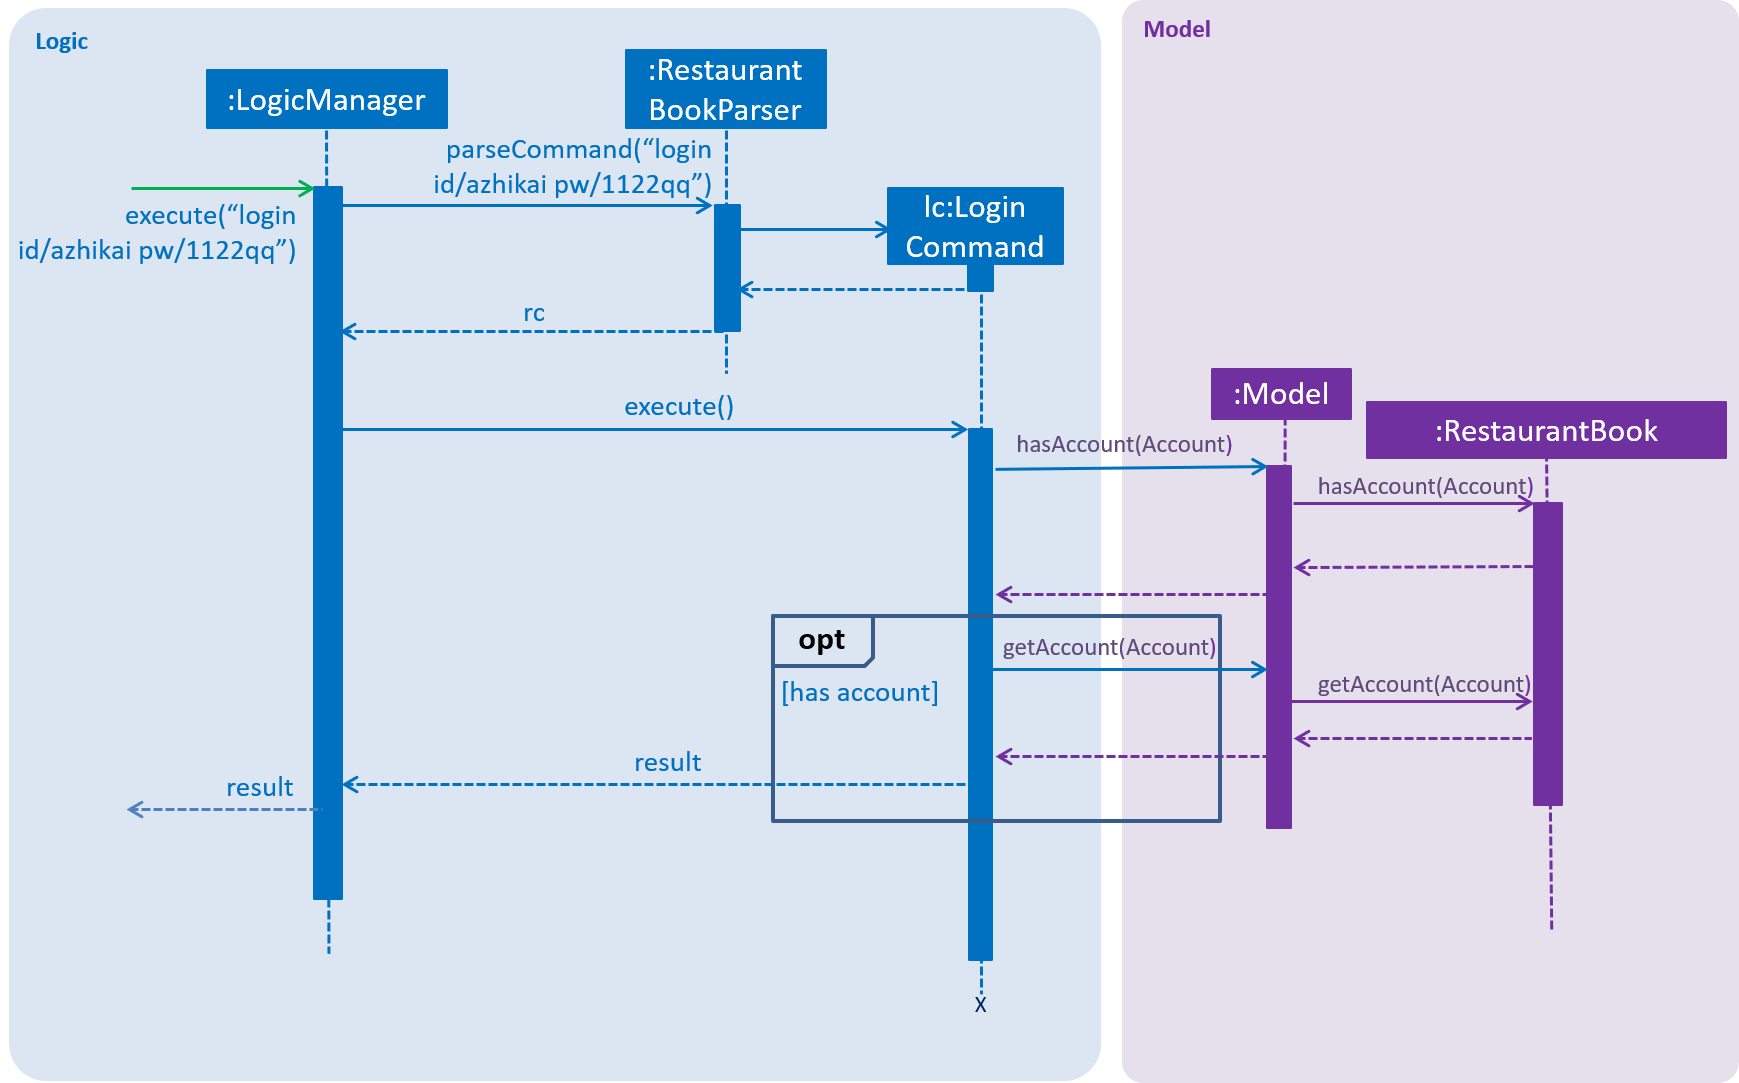 Logic
Model
:LogicManager
:Restaurant
BookParser
parseCommand(“login
id/azhikai pw/1122qq”)
execute(“login
id/azhikai pw/1122qq”)
lc:Login
Command
rc
execute()
:Model
:RestaurantBook
hasAccount(Account)
hasAccount(Account)
opt
[has account]
getAccount(Account)
getAccount(Account)
result
result
X